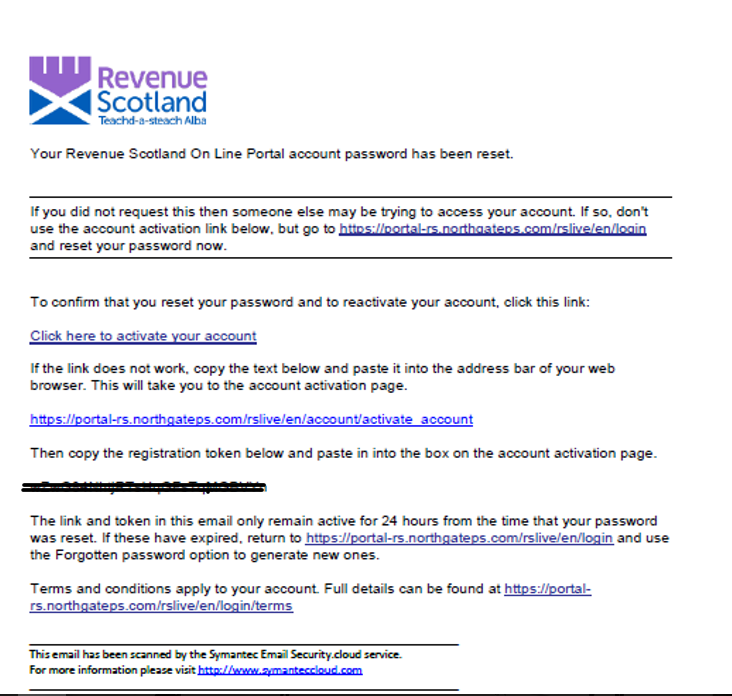 Revenue
Scotland
Teachd-a-steach Alba
Your Revenue Scotland On Line Portal account password has been reset.
If you did not request this then someone else may be trying to access your account. If so, don't
use the account activation link below, but go to https://portal-rs.northgateps.com/rslive/en/login
and reset your password now.
To confirm that you reset your password and to reactivate your account, click this link:
Click here to activate your account
If the link does not work, copy the text below and paste it into the address bar of your web
browser. This will take you to the account activation page.
https://portal-rs.northgateps.com/rslive/en/account/activate_account
Then copy the registration token below and paste in into the box on the account activation page.
The link and token in this email only remain active for 24 hours from the time that your password
was reset. If these have expired, return to https://portal-rs.northgateps.com/rslive/en/login and use
the Forgotten password option to generate new ones.
Terms and conditions apply to your account. Full details can be found at https://portal-
rs.northgateps.com/rslive/en/login/terms
This email has been scanned by the Symantec Email Security.cloud service.
For more information please visit http://www.symanteccloud.com